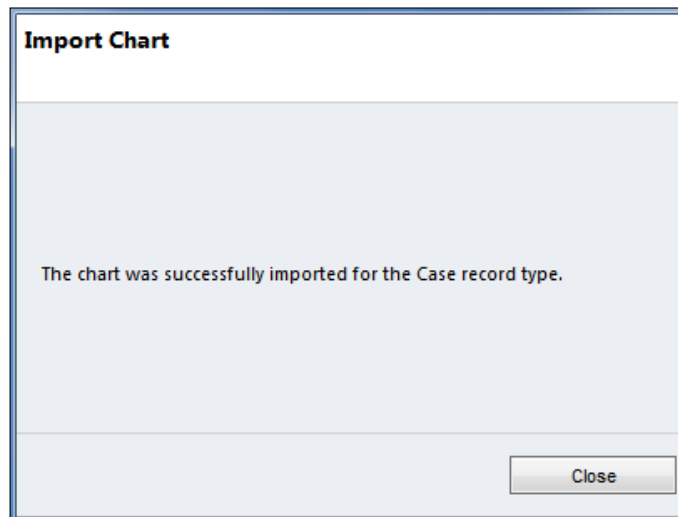 Import Chart
The chart was successfully imported for the Case record type.
Close